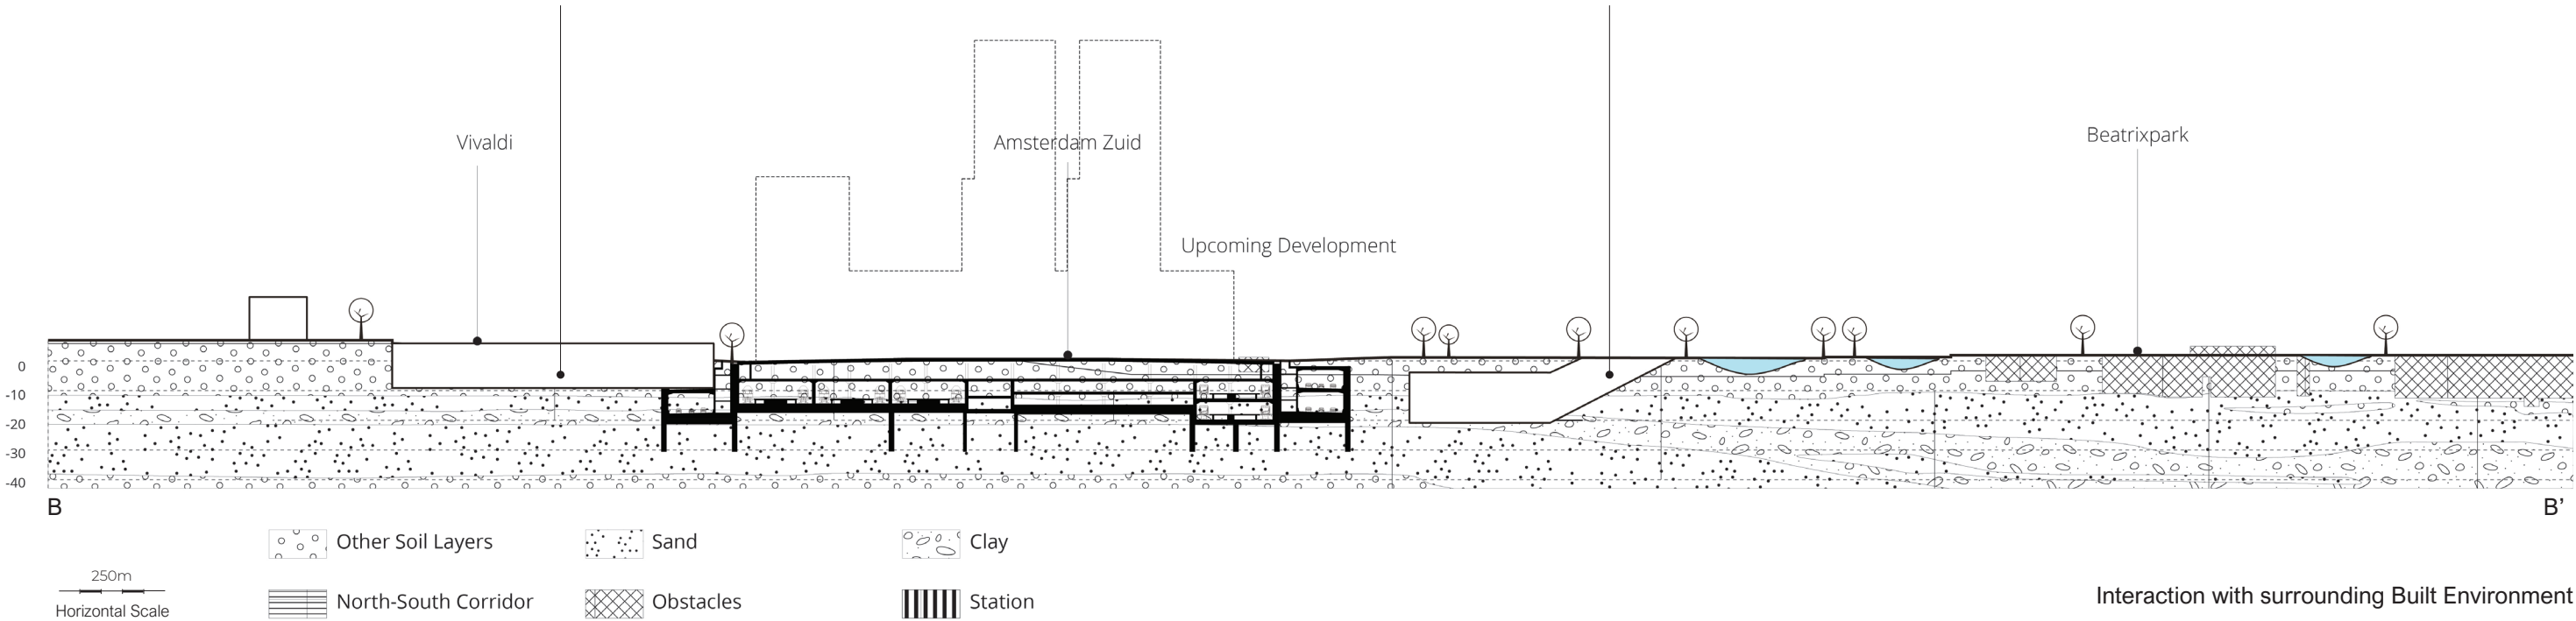 Vivaldi
Amsterdam Zuid
Beatrixpark
Upcoming Development
0
-10
-20
-30
-40
B
B’
Other Soil Layers
Sand
Clay
250m
Horizontal Scale
North-South Corridor
Obstacles
Station
Interaction with surrounding Built Environment